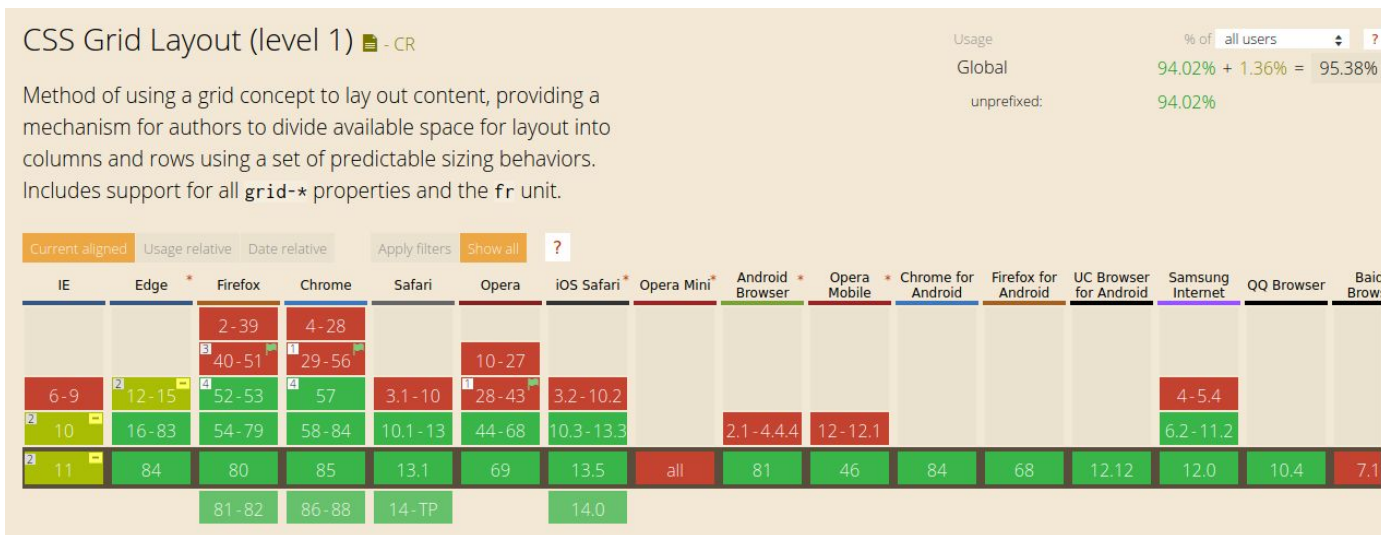 CSS Grid Layout (level 1) - CR
Usage % of all users ?
Global 94.02% + 1.36% = 95.38%
unprefixed: 94.02%
Method of using a grid concept to lay out content, providing a
mechanism for authors to divide available space for layout into
columns and rows using a set of predictable sizing behaviors.
Includes support for all grid-* properties and the fr unit.
Current aligned Usage relative Date relative Apply filters Show all ?
IE Edge * Firefox Chrome Safari Opera iOS Safari * Opera Mini * Android Browser * Opera Mobile * Chrome for Android Firefox for Android UC Browser for Android Samsung Internet QQ Browser Baid Brows
2-39 4-28
3 40-51 1 29-56 10-27
6-9 2 12-15 4 52-53 4 57 3.1-10 1 28-43 3.2-10.2 4-5.4
2 10 16-83 54-79 58-84 10.1-13 44-68 10.3-13.3 2.1-4.4.4 12-12.1 6.2-11.2
2 11 84 80 85 13.1 69 13.5 all 81 46 84 68 12.12 12.0 10.4 7.1
81-82 86-88 14-TP 14.0